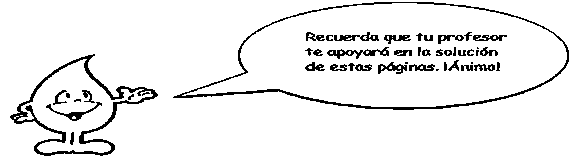 Recuerda que tu profesor
te apoyará en la solución
de estas páginas. ¡Ánimo!